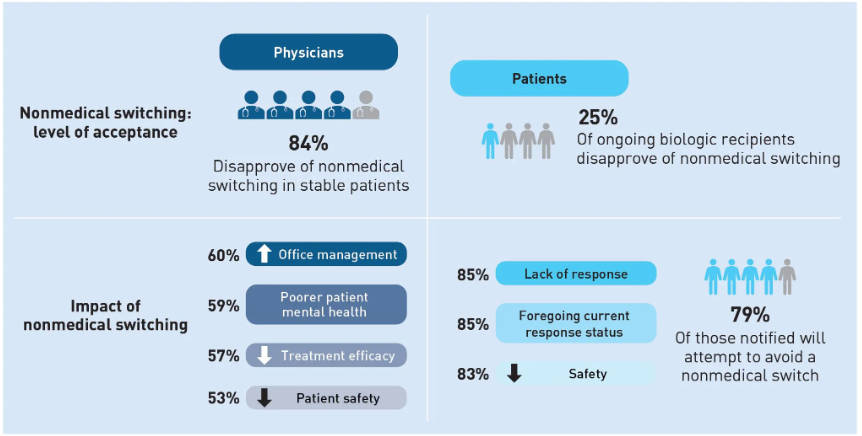 Physicians
Patients
Nonmedical switching:
level of acceptance
84%
Disapprove of nonmedical
switching in stable patients
25%
Of ongoing biologic recipients
disapprove of nonmedical switching
Impact of
nonmedical switching
60% Office management
59% Poorer patient
mental health
57% Treatment efficacy
53% Patient safety
85% Lack of response
85% Foregoing current
response status
83% Safety
79%
Of those notified will
attempt to avoid a
nonmedical switch